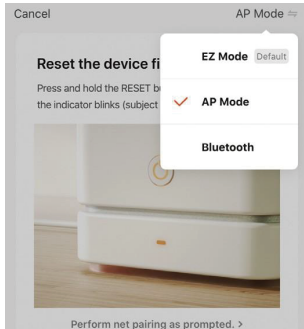 Cancel
AP Mode ⇋
EZ Mode Default
Reset the device fi
Press and hold the RESET bu
the indicator blinks (subject
AP Mode
Bluetooth
Perform net pairing as prompted. >